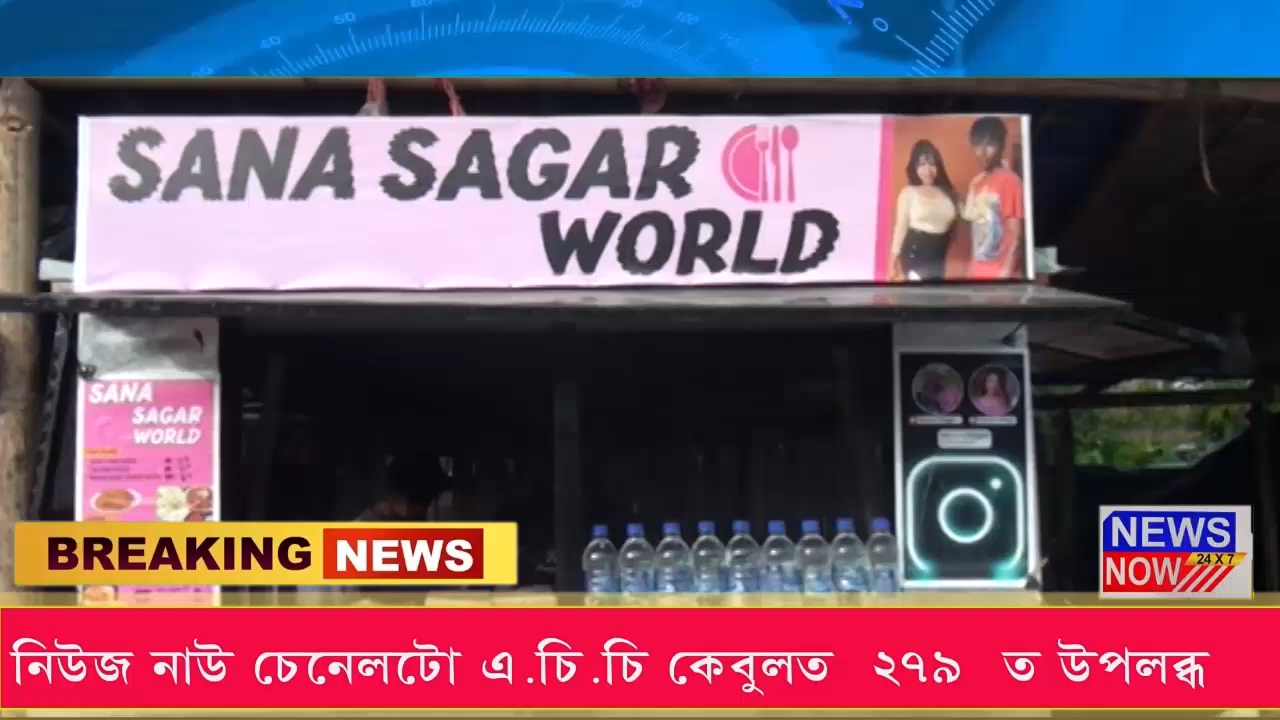 SANA SAGAR
WORLD
SANA
SAGAR
WORLD
BREAKING NEWS
NEWS
NOW 24 X 7
নিউজ নাউ চেনেলটো এ.চি.চি কেবুলত ২৭৯ ত উপলব্ধ